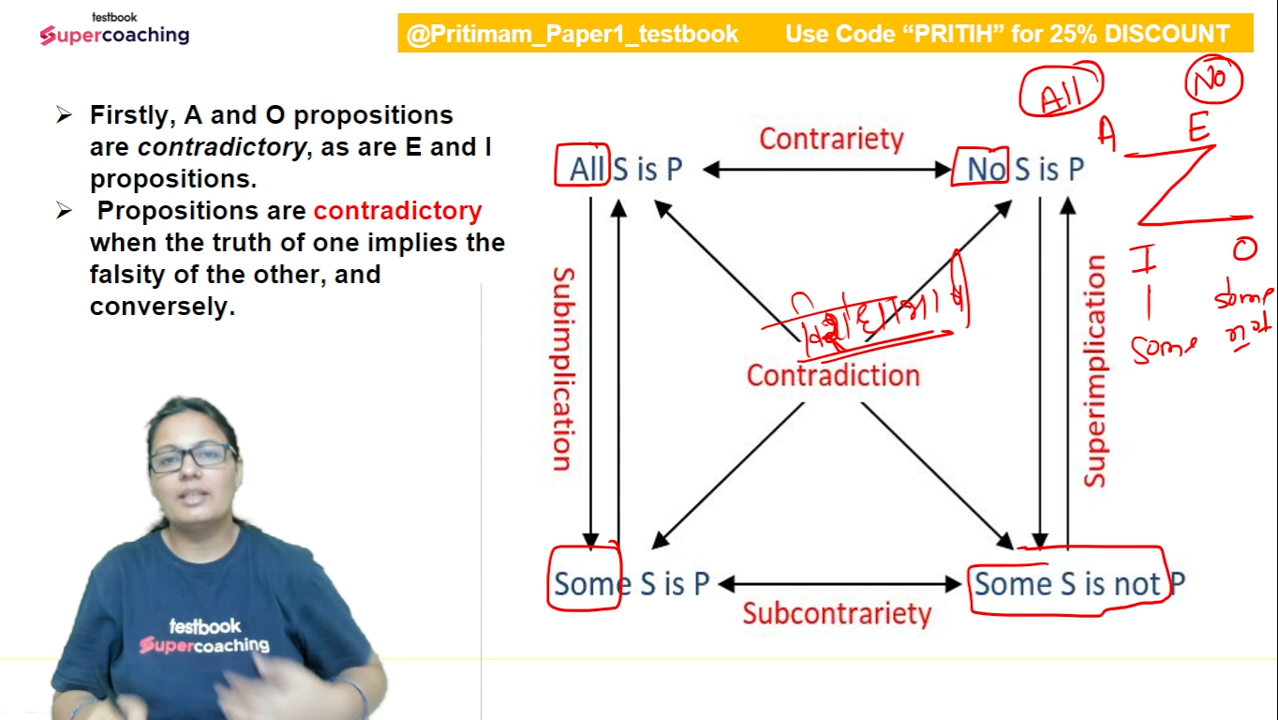 testbook
Supercoaching
@Pritimam_Paper1_testbook Use Code “PRITIH” for 25% DISCOUNT
➢ Firstly, A and O propositions
are contradictory, as are E and I
propositions.
➢ Propositions are contradictory
when the truth of one implies the
falsity of the other, and
conversely.
All No
A E
I O
Some some
not
All S is P
Contrariety
No S is P
Subimplication
Contradiction
Superimplication
Some S is P
Subcontrariety
Some S is not P
testbook
Supercoaching